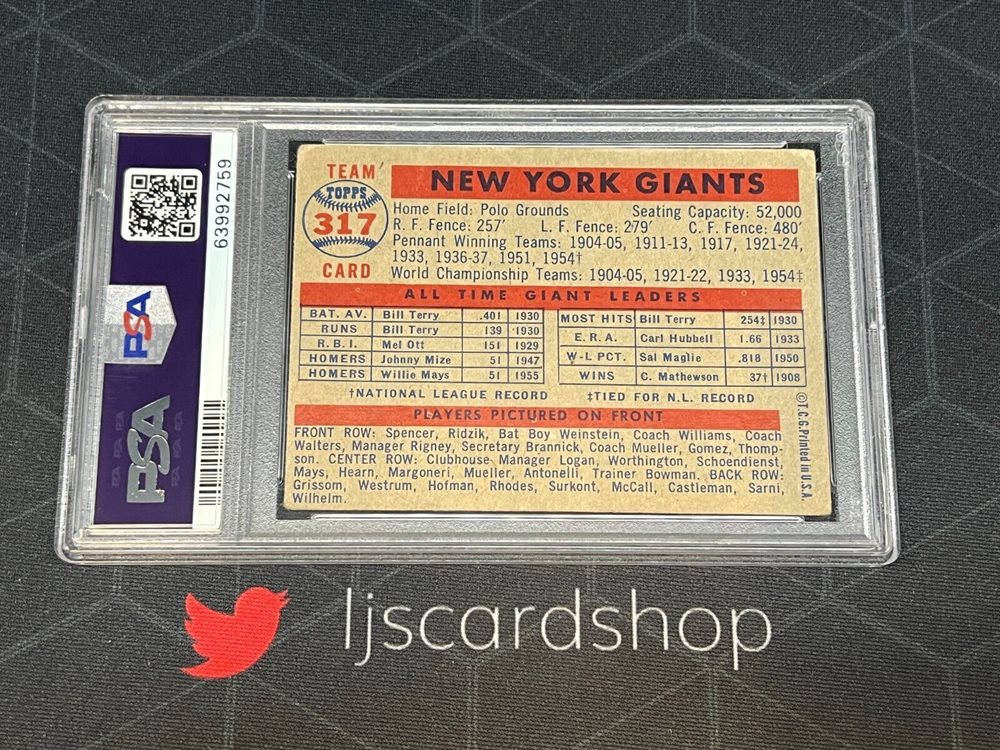 63992759
PSA
PSA
TEAM
TOPPS
317
CARD
NEW YORK GIANTS
Home Field: Polo Grounds Seating Capacity: 52,000
R. F. Fence: 257' L. F. Fence: 279' C. F. Fence: 480'
Pennant Winning Teams: 1904-05, 1911-13, 1917, 1921-24,
1933, 1936-37, 1951, 1954†
World Championship Teams: 1904-05, 1921-22, 1933, 1954‡
ALL TIME GIANT LEADERS
BAT. AV. Bill Terry .401 1930
RUNS Bill Terry 139 1930
R.B.I. Mel Ott 151 1929
HOMERS Johnny Mize 51 1947
HOMERS Willie Mays 51 1955
MOST HITS Bill Terry 254‡ 1930
E.R.A. Carl Hubbell 1.66 1933
W-L PCT. Sal Maglie .818 1950
WINS C. Mathewson 37† 1908
†NATIONAL LEAGUE RECORD ‡TIED FOR N.L. RECORD
PLAYERS PICTURED ON FRONT
FRONT ROW: Spencer, Ridzik, Bat Boy Weinstein, Coach Williams, Coach
Walters, Manager Rigney, Secretary Brannick, Coach Mueller, Gomez, Thomp-
son. CENTER ROW: Clubhouse Manager Logan, Worthington, Schoendienst,
Mays, Hearn, Margoneri, Mueller, Antonelli, Trainer Bowman. BACK ROW:
Grissom, Westrum, Hofman, Rhodes, Surkont, McCall, Castleman, Sarni,
Wilhelm.
©T.C.G. Printed in U.S.A.
ljscardshop